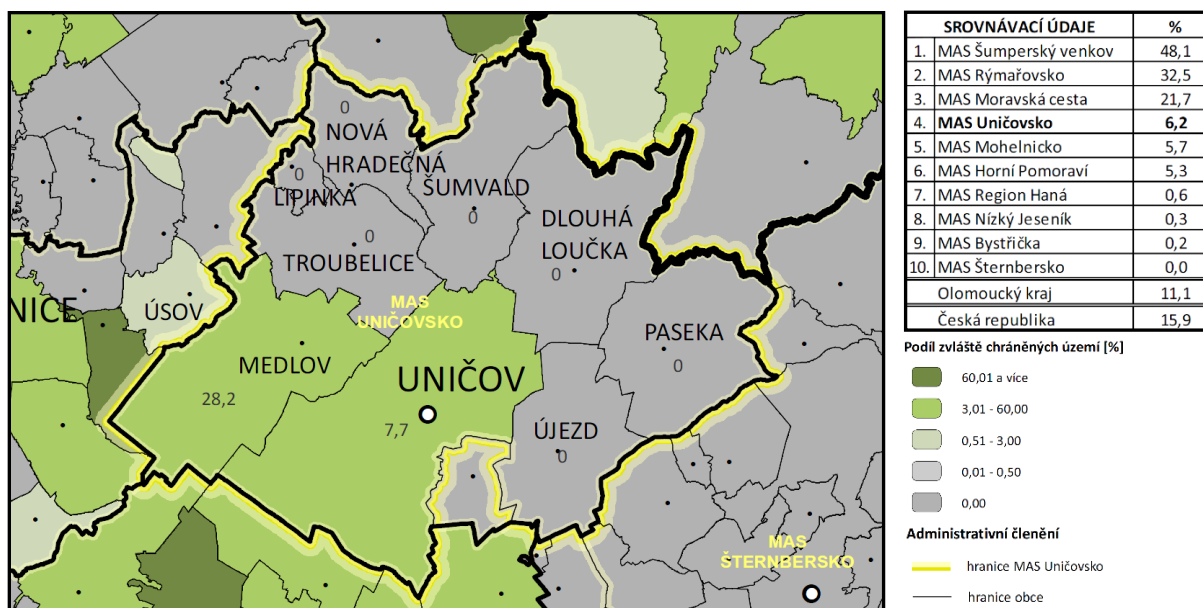 0
NOVÁ
HRADEČNÁ
0
LIPINKA
ŠUMVALD
0
DLOUHÁ
LOUČKA
0
0
TROUBELICE
NICE
ÚSOV
MAS
UNIČOVSKO
PASEKA
0
MEDLOV
28,2
UNIČOV
7,7
ÚJEZD
0
MAS
ŠTERNBERSKO
SROVNÁVACÍ ÚDAJE %
1. MAS Šumperský venkov 48,1
2. MAS Rýmařovsko 32,5
3. MAS Moravská cesta 21,7
4. MAS Uničovsko 6,2
5. MAS Mohelnicko 5,7
6. MAS Horní Pomoraví 5,3
7. MAS Region Haná 0,6
8. MAS Nízký Jeseník 0,3
9. MAS Bystřička 0,2
10. MAS Šternbersko 0,0
Olomoucký kraj 11,1
Česká republika 15,9
Podíl zvláště chráněných území [%]
60,01 a více
3,01 - 60,00
0,51 - 3,00
0,01 - 0,50
0,00
Administrativní členění
hranice MAS Uničovsko
hranice obce